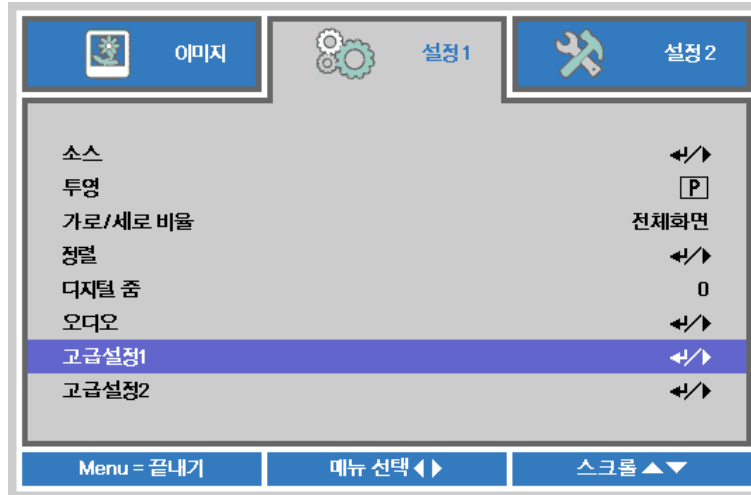 이미지 설정 1 설정 2
소스
투영 P
가로/세로 비율 전체화면
정렬
디지털 줌 0
오디오
고급설정1
고급설정2
Menu = 끝내기 메뉴 선택 스크롤